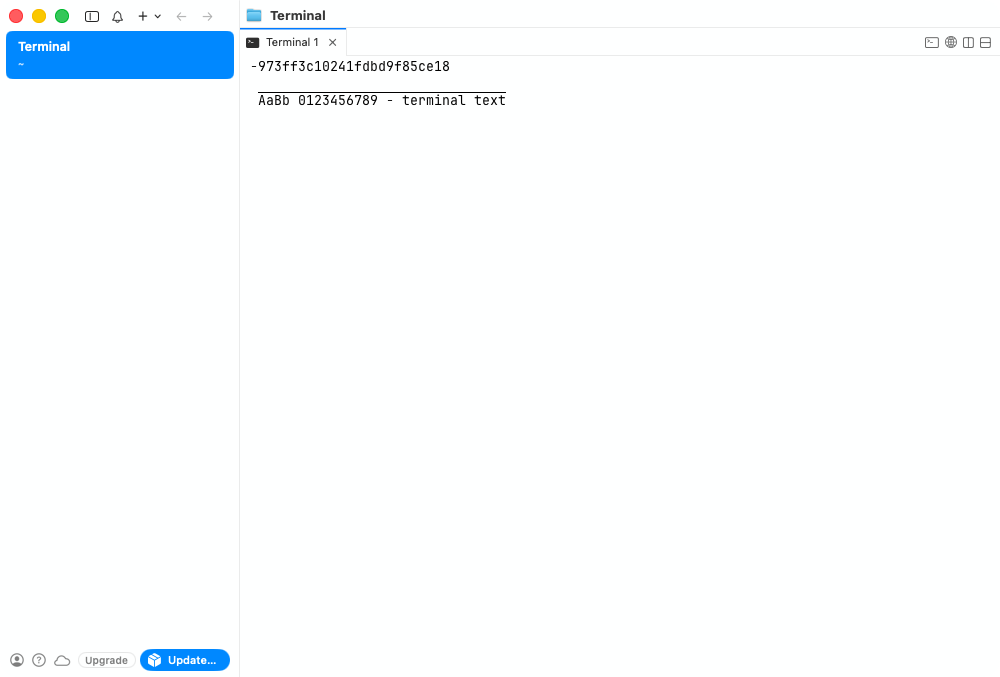 Terminal
Terminal
~
Terminal 1
-973ff3c10241fdbd9f85ce18
AaBb 0123456789 - terminal text
Upgrade
Update...